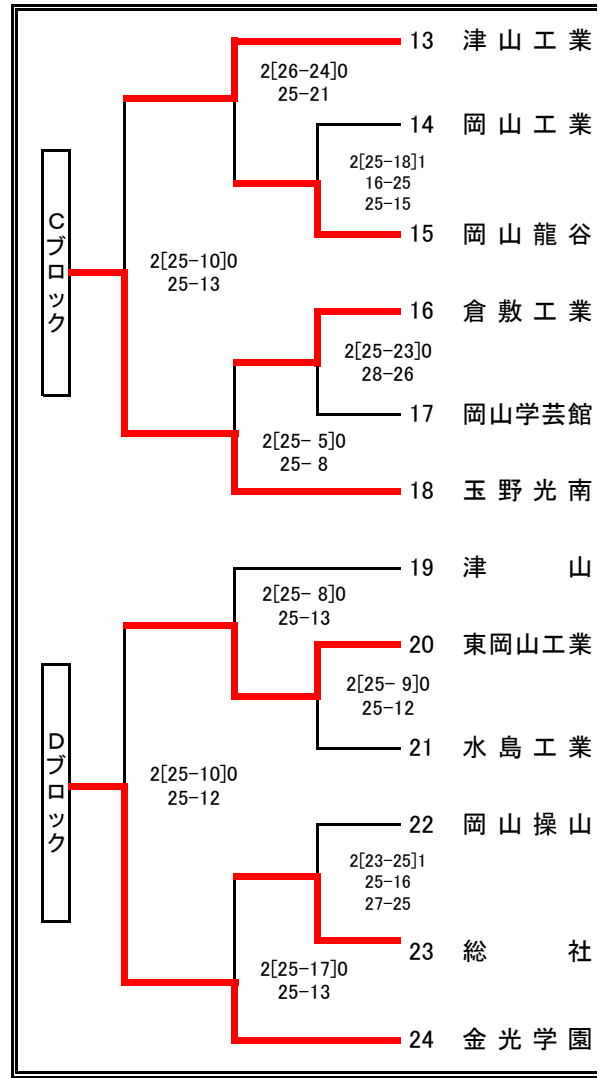 13 津山工業
2[26-24]0
25-21
14 岡山工業
2[25-18]1
16-25
25-15
15 岡山龍谷
Cブロック
2[25-10]0
25-13
16 倉敷工業
2[25-23]0
28-26
17 岡山学芸館
2[25- 5]0
25- 8
18 玉野光南
19 津山
2[25- 8]0
25-13
20 東岡山工業
2[25- 9]0
25-12
21 水島工業
Dブロック
2[25-10]0
25-12
22 岡山操山
2[23-25]1
25-16
27-25
23 総社
2[25-17]0
25-13
24 金光学園